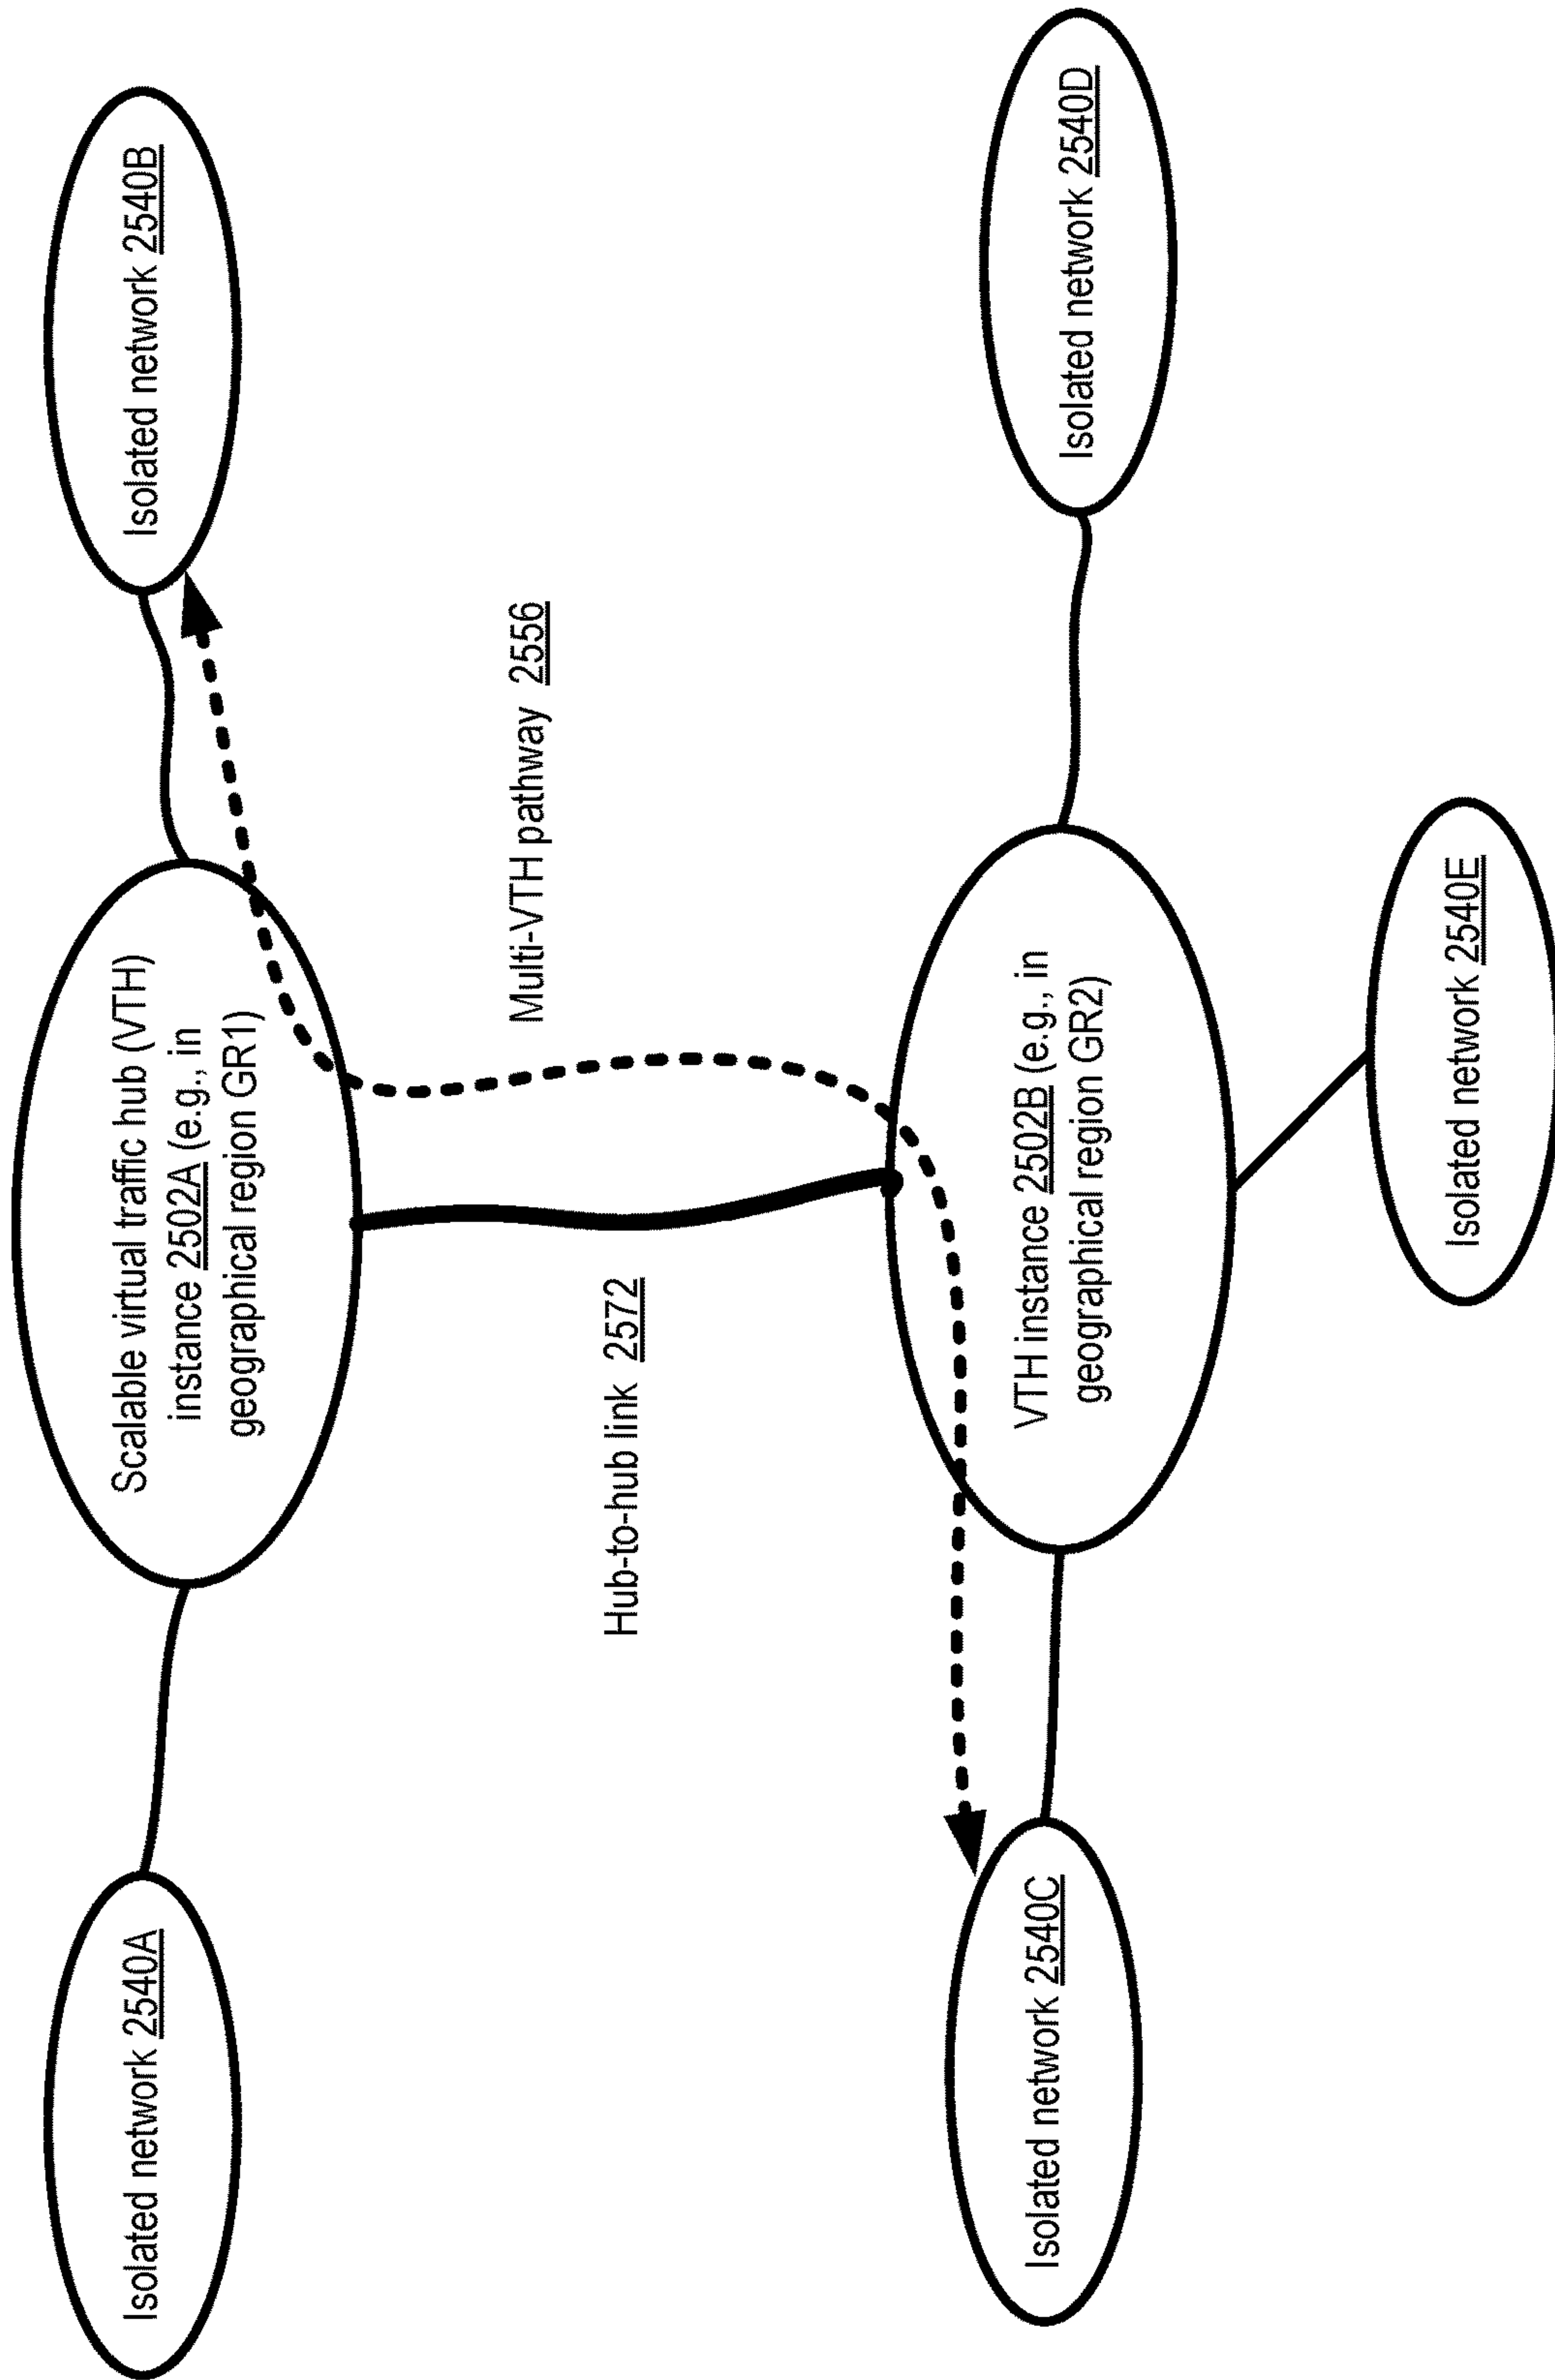 Isolated network 2540A
Scalable virtual traffic hub (VTH)
instance 2502A (e.g., in
geographical region GR1)
Isolated network 2540B
Hub-to-hub link 2572
Multi-VTH pathway 2556
Isolated network 2540C
VTH instance 2502B (e.g., in
geographical region GR2)
Isolated network 2540D
Isolated network 2540E